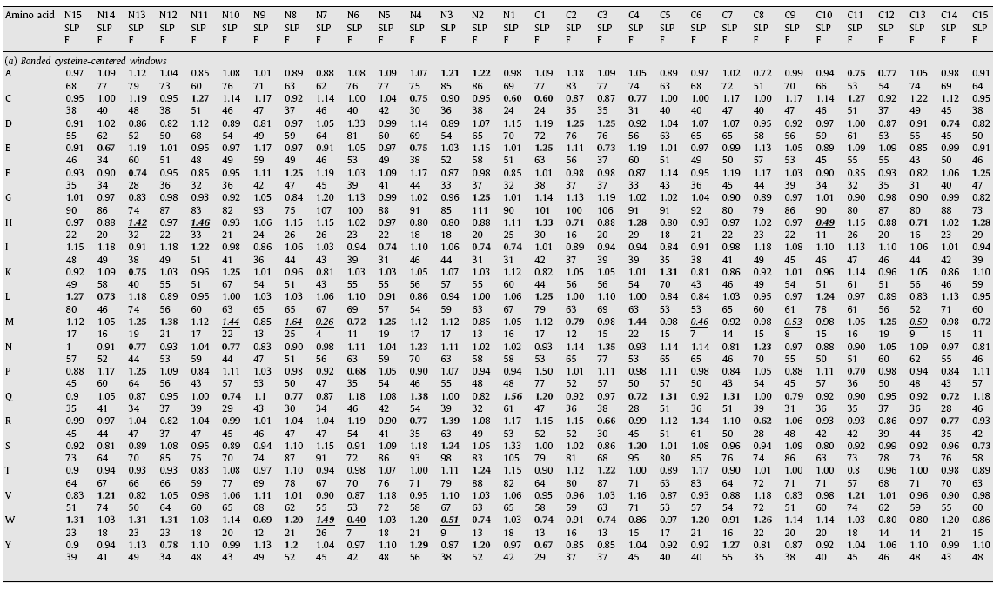 Amino acid N15 N14 N13 N12 N11 N10 N9 N8 N7 N6 N5 N4 N3 N2 N1 C1 C2 C3 C4 C5 C6 C7 C8 C9 C10 C11 C12 C13 C14 C15
SLP SLP SLP SLP SLP SLP SLP SLP SLP SLP SLP SLP SLP SLP SLP SLP SLP SLP SLP SLP SLP SLP SLP SLP SLP SLP SLP SLP SLP SLP
F F F F F F F F F F F F F F F F F F F F F F F F F F F F F F
(a) Bonded cysteine-centered windows
A 0.97 1.09 1.12 1.04 0.85 1.08 1.01 0.89 0.88 1.08 1.09 1.07 1.21 1.22 0.98 1.09 1.18 1.09 1.05 0.89 0.97 1.02 0.72 0.99 0.94 0.75 0.77 1.05 0.98 0.91
68 77 79 73 60 76 71 63 62 76 77 75 85 86 69 77 83 77 74 63 68 72 51 70 66 53 54 74 69 64
C 0.95 1.00 1.19 0.95 1.27 1.14 1.17 0.92 1.14 1.00 1.04 0.75 0.90 0.95 0.60 0.60 0.87 0.87 0.77 1.00 1.00 1.17 1.00 1.17 1.14 1.27 0.92 1.22 1.12 0.95
38 40 48 38 51 46 47 37 46 40 42 30 36 38 24 24 35 35 31 40 40 47 40 47 46 51 37 49 45 38
D 0.91 1.02 0.86 0.82 1.12 0.89 0.81 0.97 1.05 1.33 0.99 1.14 0.89 1.07 1.15 1.19 1.25 1.25 0.92 1.04 1.07 1.07 0.95 0.92 0.97 1.00 0.87 0.91 0.74 0.82
55 62 52 50 68 54 49 59 64 81 60 69 54 65 70 72 76 76 56 63 65 65 58 56 59 61 53 55 45 50
E 0.91 0.67 1.19 1.01 0.95 0.97 1.17 0.97 0.91 1.05 0.97 0.75 1.03 1.15 1.01 1.25 1.11 0.73 1.19 1.01 0.97 0.99 1.13 1.05 0.89 1.09 1.09 0.85 0.99 0.91
46 34 60 51 48 49 59 49 46 53 49 38 52 58 51 63 56 37 60 51 49 50 57 53 45 55 55 43 50 46
F 0.93 0.90 0.74 0.95 0.85 0.95 1.11 1.25 1.19 1.03 1.09 1.17 0.87 0.98 0.85 1.01 0.98 0.98 0.87 1.14 0.95 1.19 1.17 1.03 0.90 0.85 0.93 0.82 1.06 1.25
35 34 28 36 32 36 42 47 45 39 41 44 33 37 32 38 37 37 33 43 36 45 44 39 34 32 35 31 40 47
G 1.01 0.97 0.83 0.98 0.93 0.92 1.05 0.84 1.20 1.13 0.99 1.02 0.96 1.25 1.01 1.14 1.13 1.19 1.02 1.02 1.04 0.90 0.89 0.97 1.01 0.90 0.98 0.90 0.99 0.82
90 86 74 87 83 82 93 75 107 100 88 91 85 111 90 101 100 106 91 91 92 80 79 86 90 80 87 80 88 73
H 0.97 0.88 1.42 0.97 1.46 0.93 1.06 1.15 1.15 1.02 0.97 0.80 0.80 0.88 1.11 1.33 0.71 0.88 1.28 0.80 0.93 0.97 1.02 0.97 0.49 1.15 0.88 0.71 1.02 1.28
22 20 32 22 33 21 24 26 26 23 22 18 18 20 25 30 16 20 29 18 21 22 23 22 11 26 20 16 23 29
I 1.15 1.18 0.91 1.18 1.22 0.98 0.86 1.06 1.03 0.94 0.74 1.10 1.06 0.74 0.74 1.01 0.89 0.94 0.94 0.84 0.91 0.98 1.18 1.08 1.10 1.13 1.10 1.06 1.01 0.94
48 49 38 49 51 41 36 44 43 39 31 46 44 31 31 42 37 39 39 35 38 41 49 45 46 47 46 44 42 39
K 0.92 1.09 0.75 1.03 0.96 1.25 1.01 0.96 0.81 1.03 1.03 1.05 1.07 1.03 1.12 0.82 1.05 1.05 1.01 1.31 0.81 0.86 0.92 1.01 0.96 1.14 0.96 1.05 0.86 1.10
49 58 40 55 51 67 54 51 43 55 55 56 57 55 60 44 56 56 54 70 43 46 49 54 51 61 51 56 46 59
L 1.27 0.73 1.18 0.89 0.95 1.00 1.03 1.03 1.06 1.10 0.91 0.86 0.94 1.00 1.06 1.25 1.00 1.10 1.00 0.84 0.84 1.03 0.95 0.97 1.24 0.97 0.89 0.83 1.13 0.95
80 46 74 56 60 63 65 65 67 69 57 54 59 63 67 79 63 69 63 53 53 65 60 61 78 61 56 52 71 60
M 1.12 1.05 1.25 1.38 1.12 1.44 0.85 1.64 0.26 0.72 1.25 1.12 1.12 0.85 1.05 1.12 0.79 0.98 1.44 0.98 0.46 0.92 0.98 0.53 0.98 1.05 1.25 0.59 0.98 0.72
17 16 19 21 17 22 13 25 4 11 19 17 17 13 16 17 12 15 22 15 7 14 15 8 15 16 19 9 15 11
N 1 0.91 0.77 0.93 1.04 0.77 0.83 0.90 0.98 1.11 1.04 1.23 1.11 1.02 1.02 0.93 1.14 1.35 0.93 1.14 1.14 0.81 1.23 0.97 0.88 0.90 1.05 1.09 0.97 0.81
57 52 44 53 59 44 47 51 56 63 59 70 63 58 58 53 65 77 53 65 65 46 70 55 50 51 60 62 55 46
P 0.88 1.17 1.25 1.09 0.84 1.11 1.03 0.98 0.92 0.68 1.05 0.90 1.07 0.94 0.94 1.50 1.01 1.11 0.98 1.11 0.98 0.84 1.05 0.88 1.11 0.70 0.98 0.94 0.84 1.11
45 60 64 56 43 57 53 50 47 35 54 46 55 48 48 77 52 57 50 57 50 43 54 45 57 36 50 48 43 57
Q 0.9 1.05 0.87 0.95 1.00 0.74 1.1 0.77 0.87 1.18 1.08 1.38 1.00 0.82 1.56 1.20 0.92 0.97 0.72 1.31 0.92 1.31 1.00 0.79 0.92 0.90 0.95 0.92 0.72 1.18
35 41 34 37 39 29 43 30 34 46 42 54 39 32 61 47 36 38 28 51 36 51 39 31 36 35 37 36 28 46
R 0.99 0.97 1.04 0.82 1.04 0.99 1.01 1.04 1.04 1.19 0.90 0.77 1.39 1.08 1.17 1.15 1.15 0.66 0.99 1.12 1.34 1.10 0.62 1.06 0.93 0.93 0.86 0.97 0.77 0.93
45 44 47 37 47 45 46 47 47 54 41 35 63 49 53 52 52 30 45 51 61 50 28 48 42 42 39 44 35 42
S 0.92 0.81 0.89 1.08 0.95 0.89 0.94 1.10 1.15 0.91 1.09 1.18 1.24 1.05 1.33 1.00 1.02 0.86 1.20 1.01 1.08 0.96 0.94 1.09 0.80 0.92 0.99 0.92 0.96 0.73
73 64 70 85 75 70 74 87 91 72 86 93 98 83 105 79 81 68 95 80 85 76 74 86 63 73 78 73 76 58
T 0.9 0.94 0.93 0.93 0.83 1.08 0.97 1.10 0.94 0.98 1.07 1.00 1.11 1.24 1.15 0.90 1.12 1.22 1.00 0.89 1.17 0.90 1.01 1.00 1.00 0.8 0.96 1.00 0.98 0.89
64 67 66 66 59 77 69 78 67 70 76 71 79 88 82 64 80 87 71 63 83 64 72 71 71 57 68 71 70 63
V 0.83 1.21 0.82 1.05 0.98 1.06 1.11 1.01 0.90 0.87 1.18 0.95 1.10 1.03 1.06 0.95 0.96 1.03 1.16 0.87 0.93 0.88 1.18 0.83 0.98 1.21 1.01 0.96 0.90 0.98
51 74 50 64 60 65 68 62 55 53 72 58 67 63 65 58 59 63 71 53 57 54 72 51 60 74 62 59 55 60
W 1.31 1.03 1.31 1.31 1.03 1.14 0.69 1.20 1.49 0.40 1.03 1.20 0.51 0.74 1.03 0.74 0.91 0.74 0.86 0.97 1.20 0.91 1.26 1.14 1.14 1.03 0.80 0.80 1.20 0.86
23 18 23 23 18 20 12 21 26 7 18 21 9 13 18 13 16 13 15 17 21 16 22 20 20 18 14 14 21 15
Y 0.9 0.94 1.13 0.78 1.10 0.99 1.13 1.2 1.04 0.97 1.10 1.29 0.87 1.20 0.97 0.67 0.85 0.85 1.04 0.92 0.92 1.27 0.81 0.87 0.92 1.04 1.06 1.10 0.99 1.10
39 41 49 34 48 43 49 52 45 42 48 56 38 52 42 29 37 37 45 40 40 55 35 38 40 45 46 48 43 48